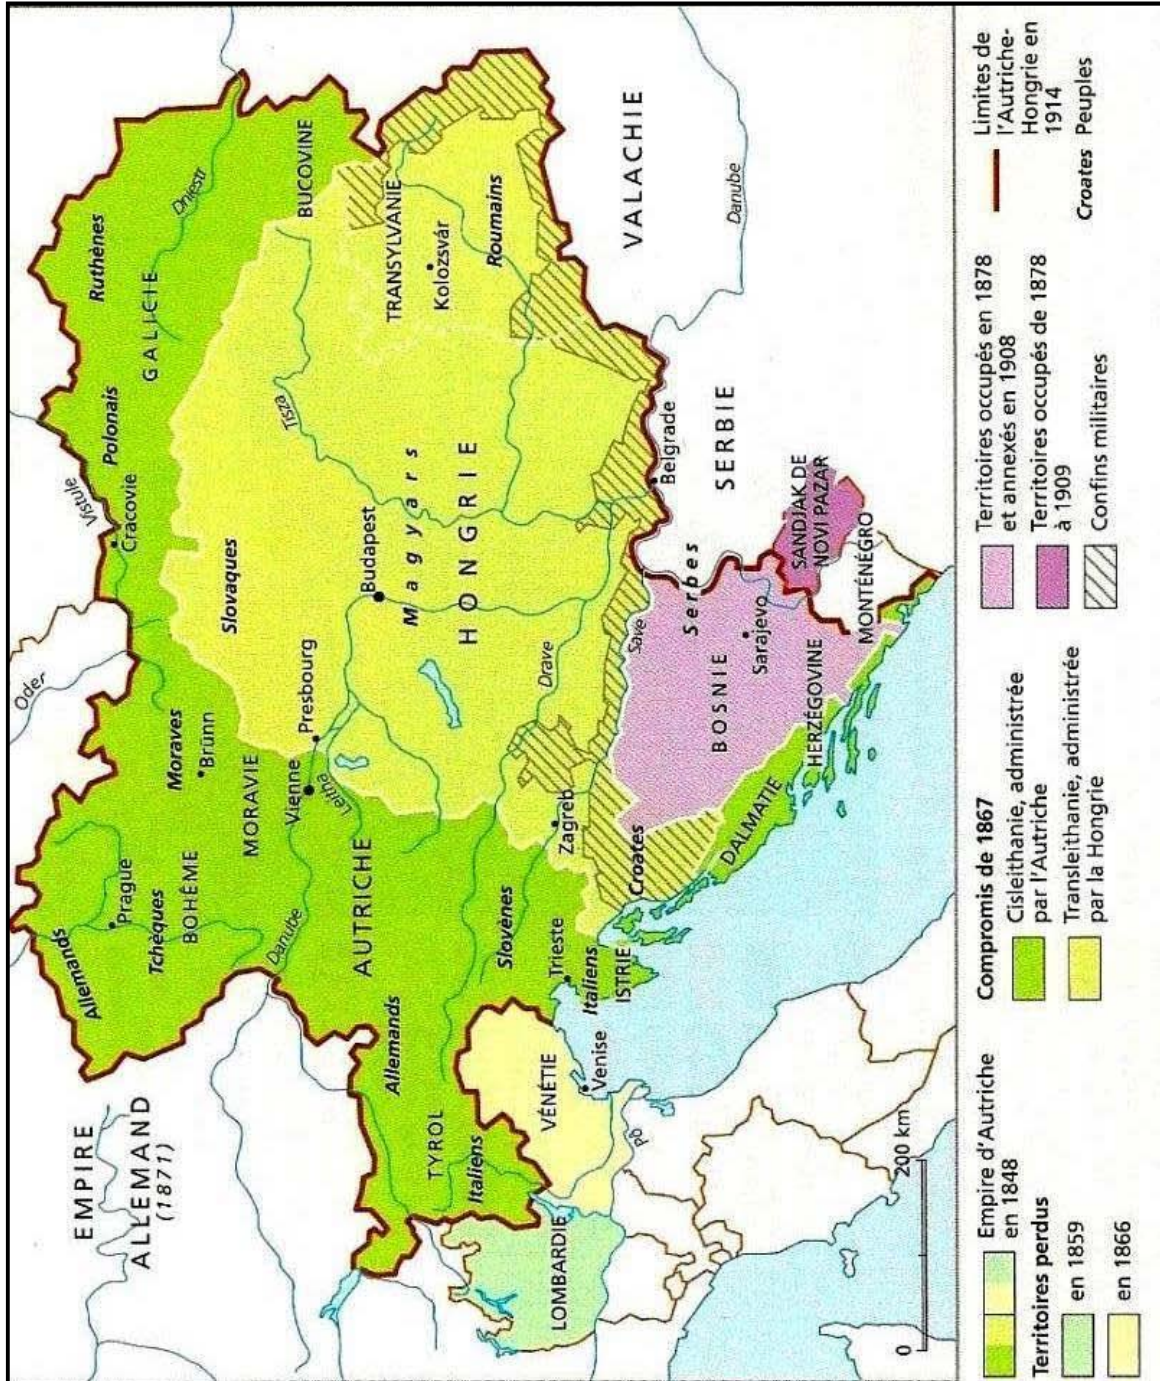 EMPIRE
ALLEMAND
(1871)
Oder
Vistule
Allemands
Prague
Tchèques
BOHÊME
Moraves
Brünn
MORAVIE
Cracovie
Polonais
GALICIE
Ruthènes
Dniestr
BUCOVINE
Danube
Vienne
Leitha
Presbourg
Slovaques
Tisza
AUTRICHE
Allemands
TYROL
Italiens
Budapest
Magyars
HONGRIE
TRANSYLVANIE
Kolozsvár
Roumains
Slovènes
Drave
Zagreb
Croates
Trieste
Italiens
ISTRIE
VÉNÉTIE
Venise
LOMBARDIE
Pô
Save
Belgrade
VALACHIE
Danube
SERBIE
Serbes
BOSNIE
Sarajevo
HERZÉGOVINE
DALMATIE
SANDJAK DE
NOVI PAZAR
MONTÉNÉGRO
0
200 km
Empire d'Autriche
en 1848
Territoires perdus
en 1859
en 1866
Compromis de 1867
Cisleithanie, administrée
par l'Autriche
Transleithanie, administrée
par la Hongrie
Territoires occupés en 1878
et annexés en 1908
Territoires occupés de 1878
à 1909
Confins militaires
Limites de
l'Autriche-
Hongrie en
1914
Croates Peuples